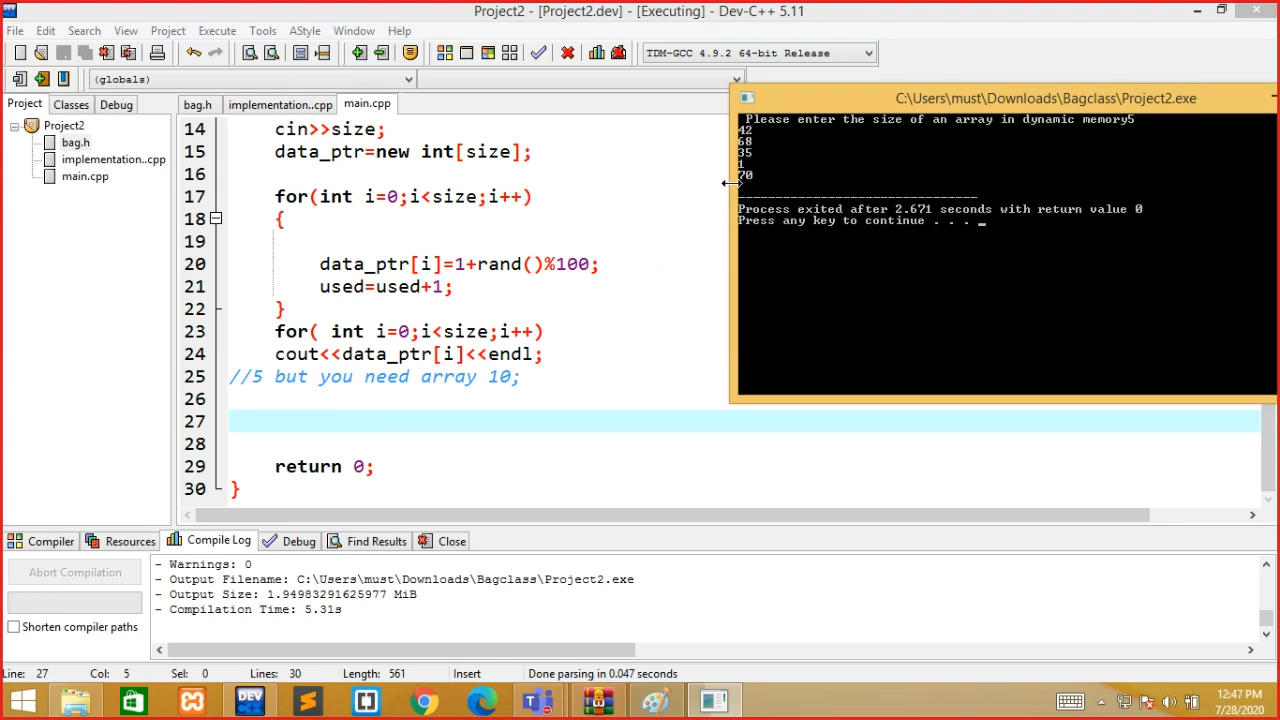 Project2 - [Project2.dev] - [Executing] - Dev-C++ 5.11
File Edit Search View Project Execute Tools AStyle Window Help
TDM-GCC 4.9.2 64-bit Release
(globals)
Project Classes Debug
bag.h implementation..cpp main.cpp
Project2
bag.h
implementation..cpp
main.cpp
14 cin>>size;
15 data_ptr=new int[size];
16
17 for(int i=0;i<size;i++)
18 {
19
20 data_ptr[i]=1+rand()%100;
21 used=used+1;
22 }
23 for( int i=0;i<size;i++)
24 cout<<data_ptr[i]<<endl;
25 //5 but you need array 10;
26
27
28
29 return 0;
30 }
C:\Users\must\Downloads\Bagclass\Project2.exe
Please enter the size of an array in dynamic memory5
42
68
35
1
70
--------------------------------
Process exited after 2.671 seconds with return value 0
Press any key to continue . . . _
Compiler Resources Compile Log Debug Find Results Close
Abort Compilation
Shorten compiler paths
- Warnings: 0
- Output Filename: C:\Users\must\Downloads\Bagclass\Project2.exe
- Output Size: 1.94983291625977 MiB
- Compilation Time: 5.31s
Line: 27 Col: 5 Sel: 0 Lines: 30 Length: 561 Insert Done parsing in 0.047 seconds
DEV
12:47 PM
7/28/2020